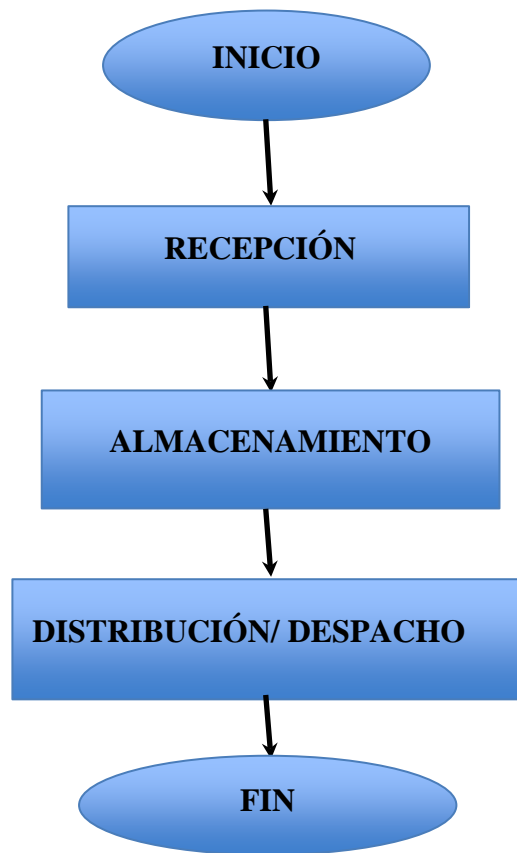 INICIO
RECEPCIÓN
ALMACENAMIENTO
DISTRIBUCIÓN/ DESPACHO
FIN